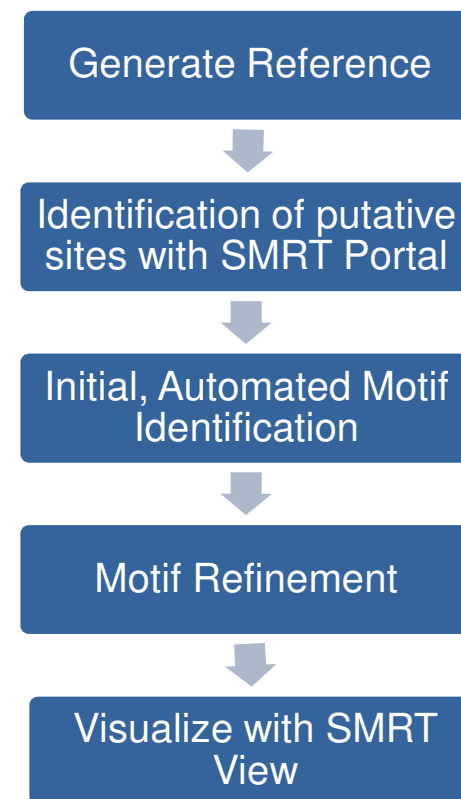 Generate Reference
Identification of putative
sites with SMRT Portal
Initial, Automated Motif
Identification
Motif Refinement
Visualize with SMRT
View